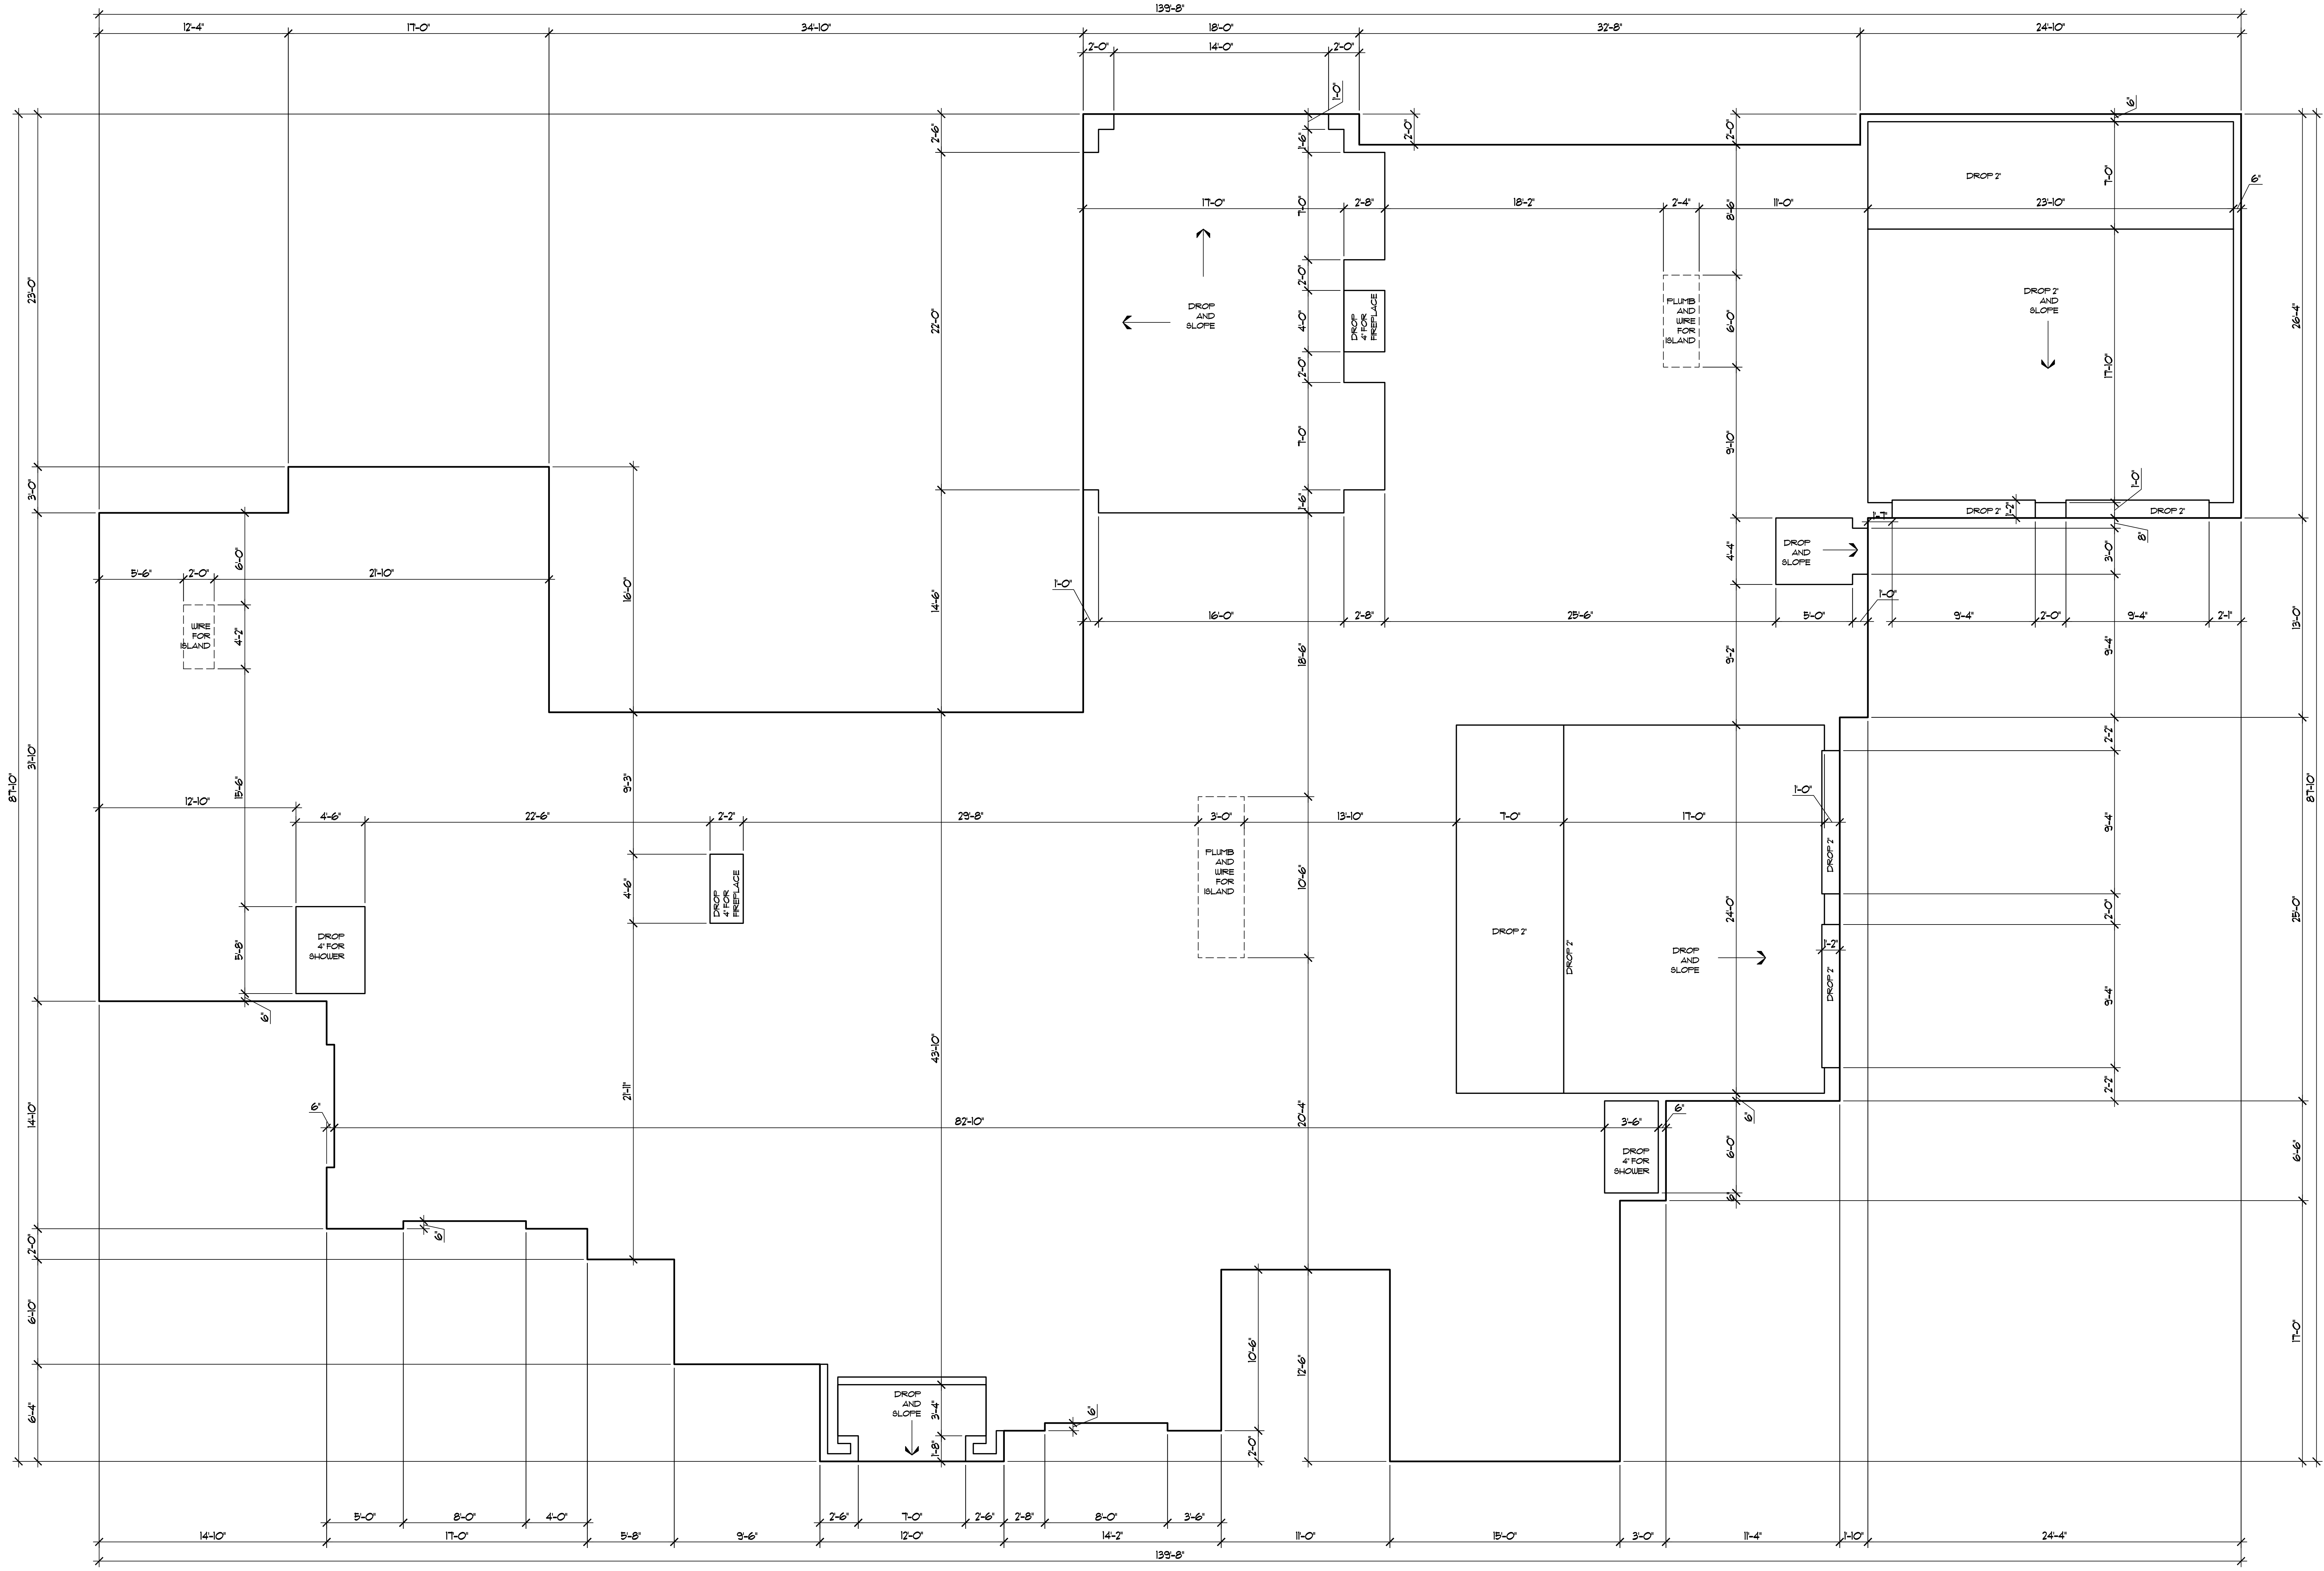 139'-8"
12'-4" 17'-0" 34'-10" 18'-0" 32'-8" 24'-10"
2'-0" 14'-0" 2'-0"
1'-0"
6"
2'-6"
1'-6"
2'-0"
2'-0"
7'-0"
DROP 2"
6"
17'-0" 2'-8" 18'-2" 2'-4" 11'-0" 23'-10"
7'-0"
8'-6"
23'-0"
22'-0"
2'-0"
DROP
AND
SLOPE
4'-0"
DROP
4" FOR
FIREPLACE
PLUMB
AND
WIRE
FOR
ISLAND
6'-0"
DROP 2"
AND
SLOPE
26'-4"
2'-0"
17'-10"
7'-0"
9'-10"
3'-0"
1'-6"
1'-0"
DROP 2"
1'-2"
DROP 2"
1'-7"
8"
6'-0"
DROP
AND
SLOPE
4'-4"
3'-0"
5'-6" 2'-0" 21'-10"
16'-0"
14'-6"
1'-0"
1'-0"
16'-0" 2'-8" 25'-6" 5'-0" 9'-4" 2'-0" 9'-4" 2'-1"
13'-0"
WIRE
FOR
ISLAND
4'-2"
18'-6"
9'-2"
9'-4"
2'-2"
31'-10"
87'-10"
87'-10"
15'-6"
9'-3"
1'-0"
12'-10"
4'-6" 22'-6" 2'-2" 29'-8" 3'-0" 13'-10" 7'-0" 17'-0"
9'-4"
DROP 2"
PLUMB
AND
WIRE
FOR
ISLAND
10'-6"
4'-6"
DROP
4" FOR
FIREPLACE
24'-0"
2'-0"
25'-0"
DROP
4" FOR
SHOWER
5'-8"
DROP 2"
DROP 2"
DROP
AND
SLOPE
1'-2"
DROP 2"
9'-4"
6"
43'-10"
21'-11"
2'-2"
14'-10"
6"
82'-10"
20'-4"
3'-6"
6"
6"
DROP
4" FOR
SHOWER
6'-0"
6'-6"
6"
6"
2'-0"
6'-10"
10'-6"
12'-6"
17'-0"
6'-4"
DROP
AND
SLOPE
3'-4"
6"
1'-8"
2'-0"
5'-0" 8'-0" 4'-0" 2'-6" 7'-0" 2'-6" 2'-8" 8'-0" 3'-6"
14'-10" 17'-0" 5'-8" 9'-6" 12'-0" 14'-2" 11'-0" 15'-0" 3'-0" 11'-4" 1'-10" 24'-4"
139'-8"